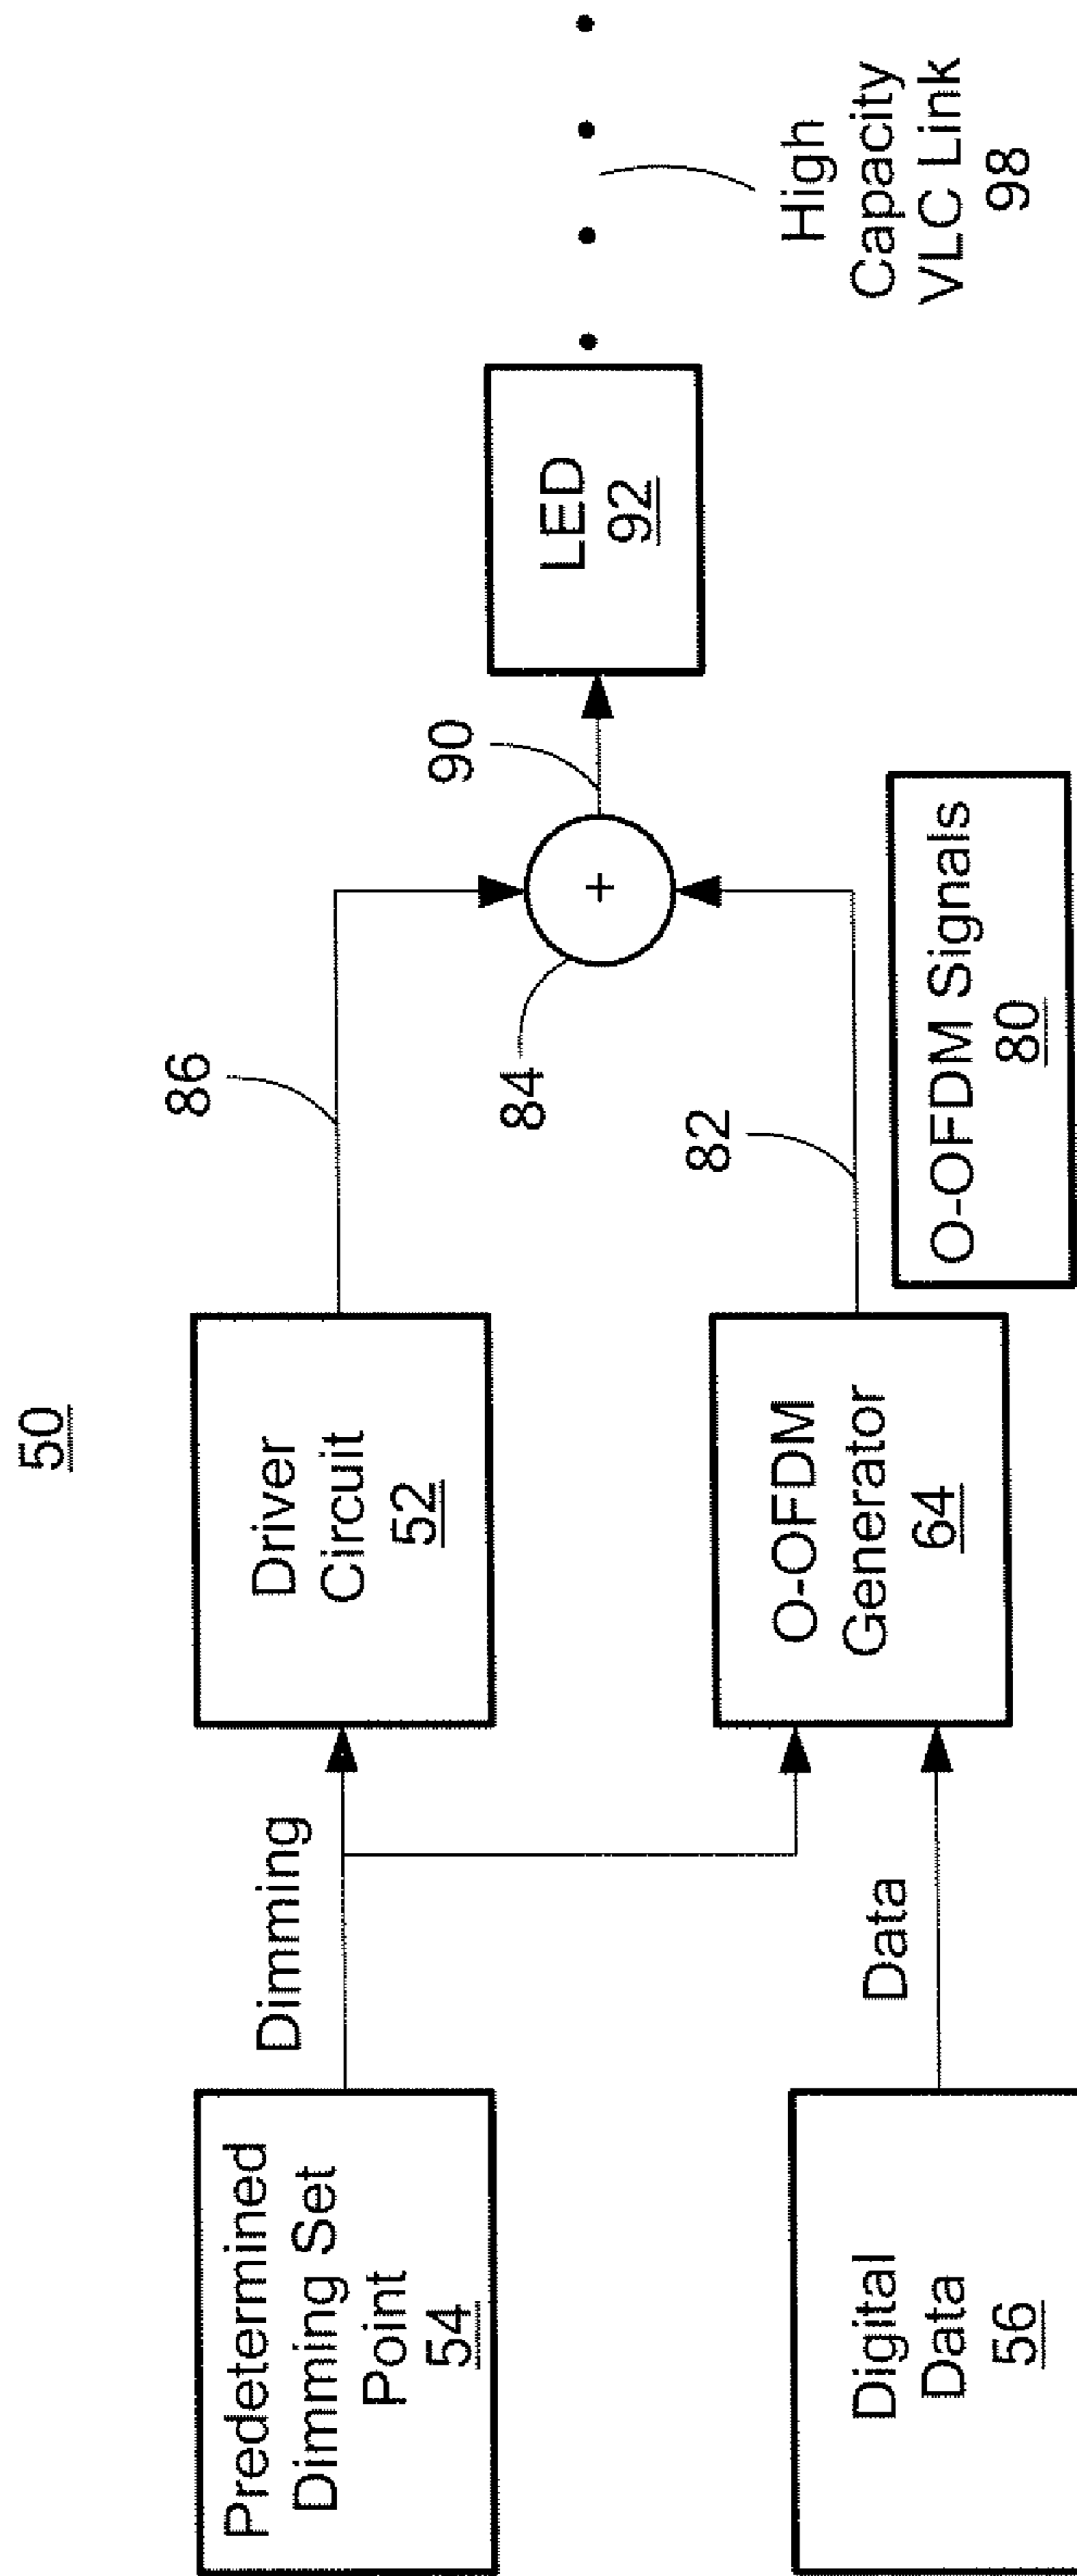 50
Predetermined
Dimming Set
Point
54
Dimming
Driver
Circuit
52
86
84
+
90
LED
92
High
Capacity
VLC Link
98
Digital
Data
56
Data
O-OFDM
Generator
64
82
O-OFDM Signals
80